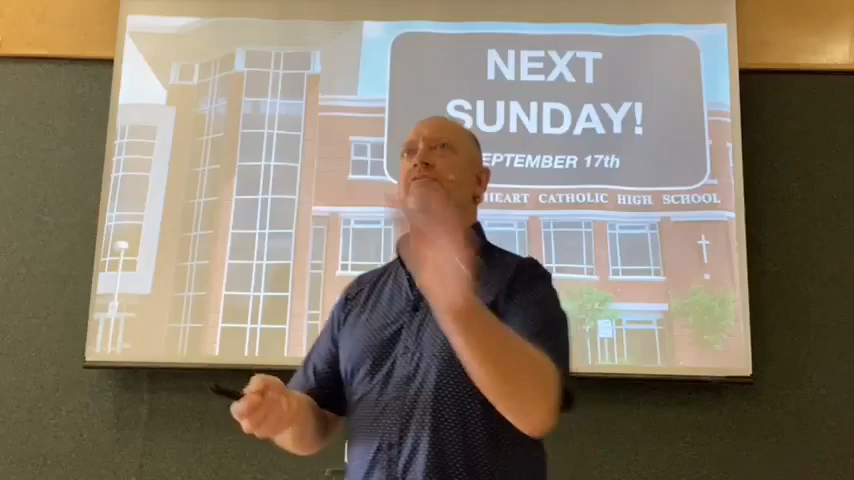 NEXT
SUNDAY!
EPTEMBER 17th
HEART CATHOLIC HIGH SCHOOL